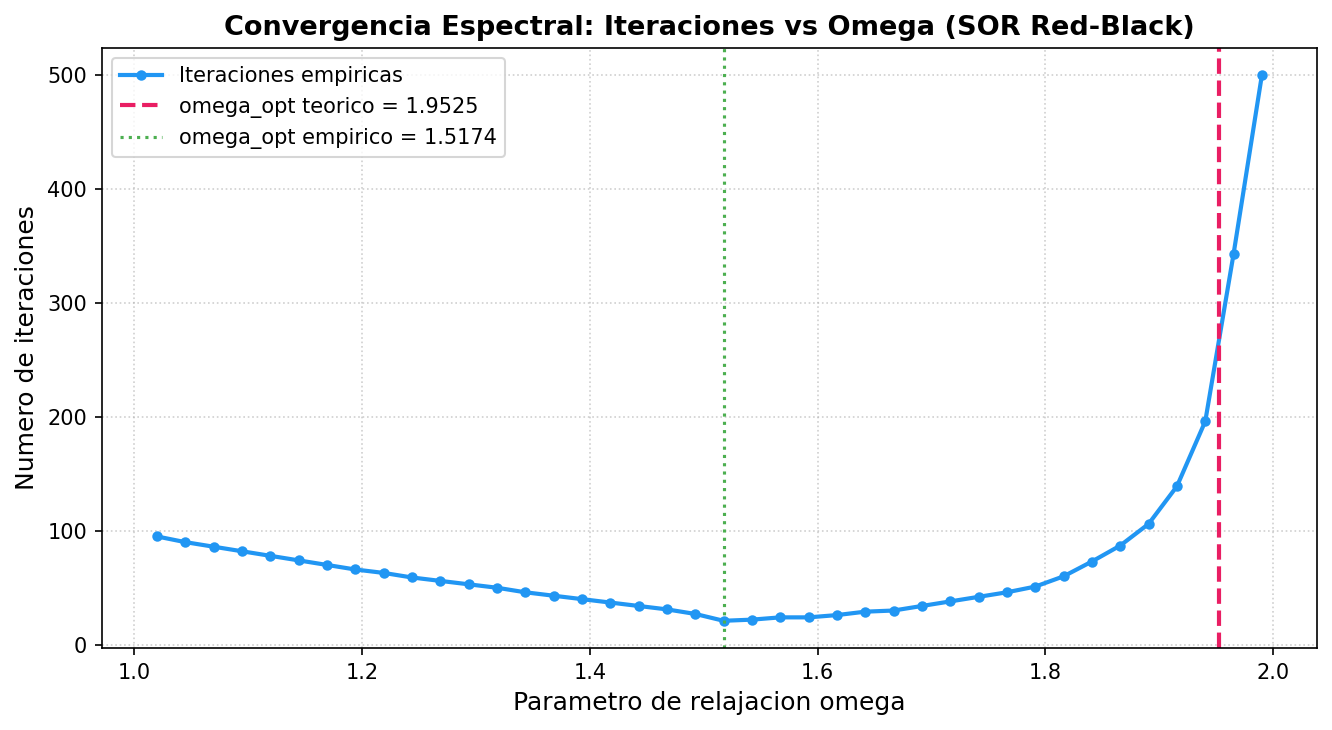 Convergencia Espectral: Iteraciones vs Omega (SOR Red-Black)
Iteraciones empiricas
omega_opt teorico = 1.9525
omega_opt empirico = 1.5174
Numero de iteraciones
500
400
300
200
100
0
1.0 1.2 1.4 1.6 1.8 2.0
Parametro de relajacion omega